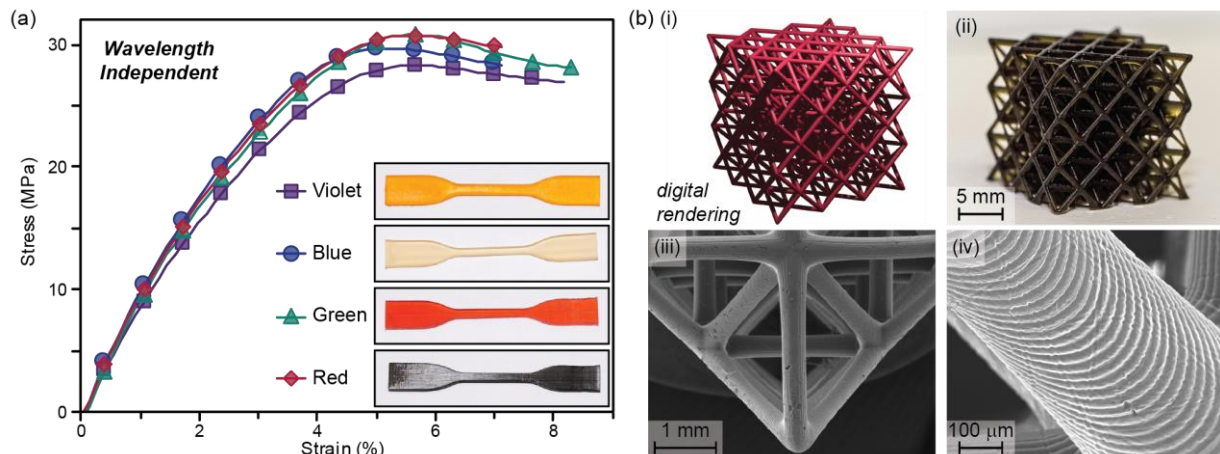 (a)
Wavelength
Independent
Stress (MPa)
30
20
10
0
0
2
4
6
8
Strain (%)
Violet
Blue
Green
Red
(b) (i)
digital
rendering
(ii)
5 mm
(iii)
1 mm
(iv)
100 μm